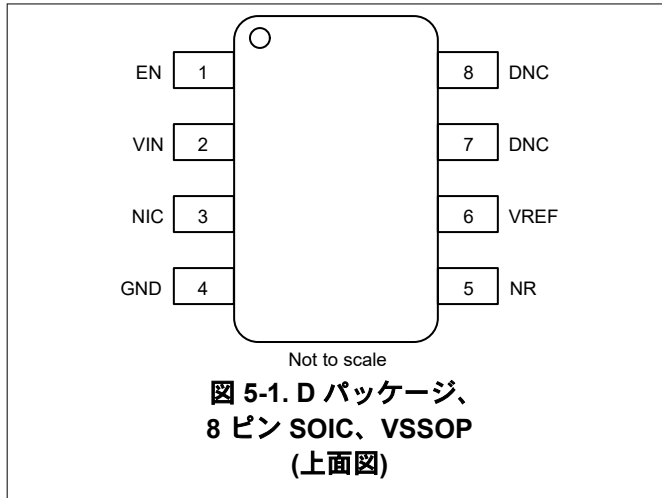 EN 1 8 DNC
VIN 2 7 DNC
NIC 3 6 VREF
GND 4 5 NR
Not to scale
図 5-1. D パッケージ、
8 ピン SOIC、VSSOP
(上面図)